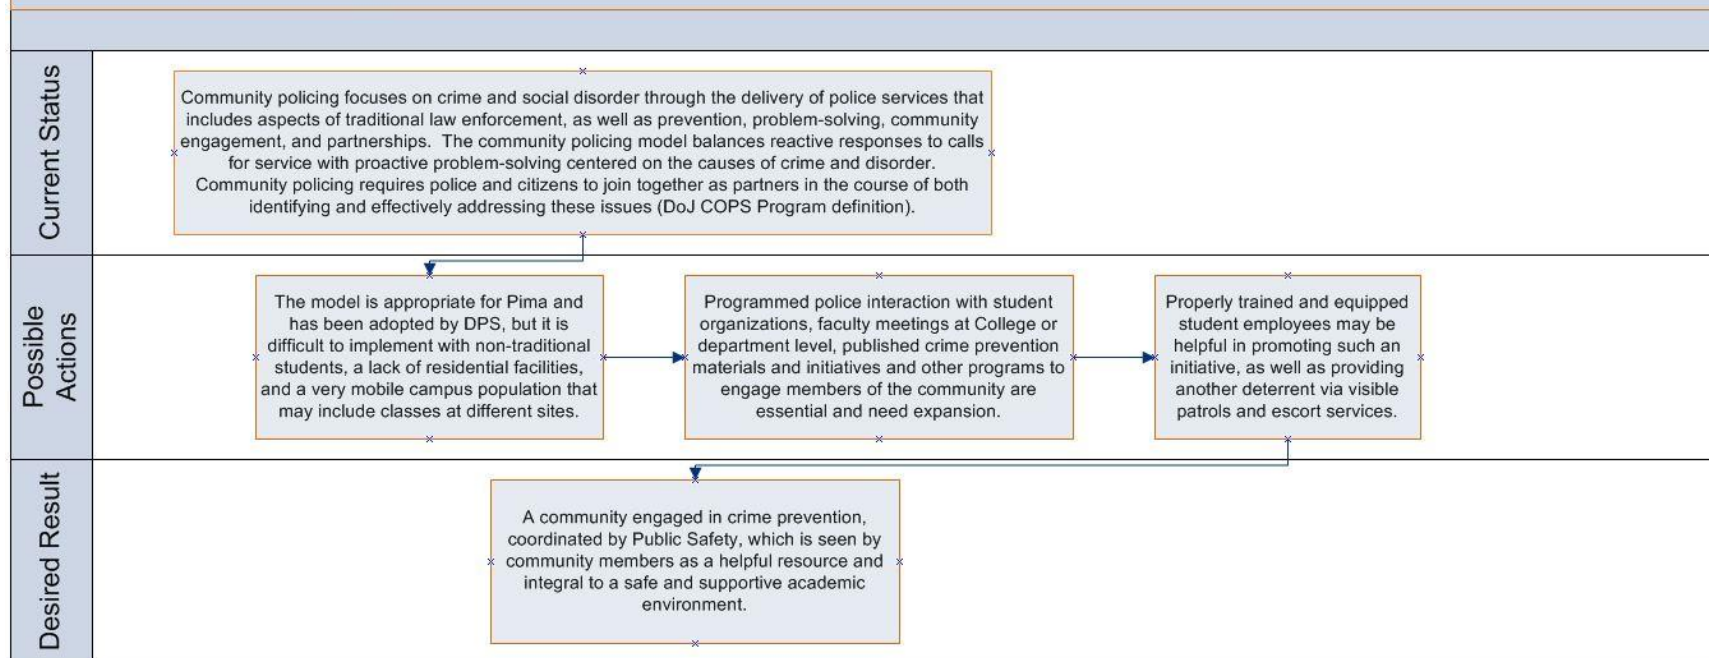 Current Status
Community policing focuses on crime and social disorder through the delivery of police services that
includes aspects of traditional law enforcement, as well as prevention, problem-solving, community
engagement, and partnerships.  The community policing model balances reactive responses to calls
for service with proactive problem-solving centered on the causes of crime and disorder.
Community policing requires police and citizens to join together as partners in the course of both
identifying and effectively addressing these issues (DoJ COPS Program definition).
Possible
Actions
The model is appropriate for Pima and
has been adopted by DPS, but it is
difficult to implement with non-traditional
students, a lack of residential facilities,
and a very mobile campus population that
may include classes at different sites.
Programmed police interaction with student
organizations, faculty meetings at College or
department level, published crime prevention
materials and initiatives and other programs to
engage members of the community are
essential and need expansion.
Properly trained and equipped
student employees may be
helpful in promoting such an
initiative, as well as providing
another deterrent via visible
patrols and escort services.
Desired Result
A community engaged in crime prevention,
coordinated by Public Safety, which is seen by
community members as a helpful resource and
integral to a safe and supportive academic
environment.